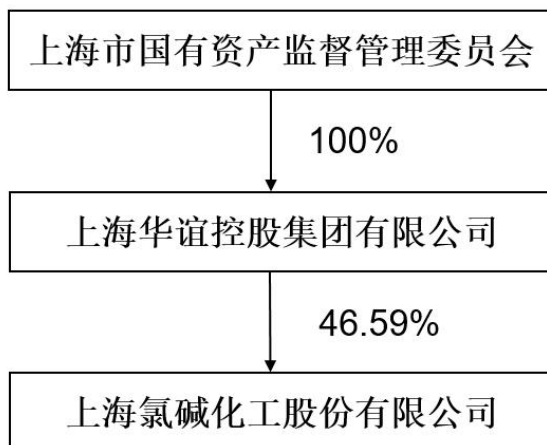 上海市国有资产监督管理委员会
100%
上海华谊控股集团有限公司
46.59%
上海氯碱化工股份有限公司